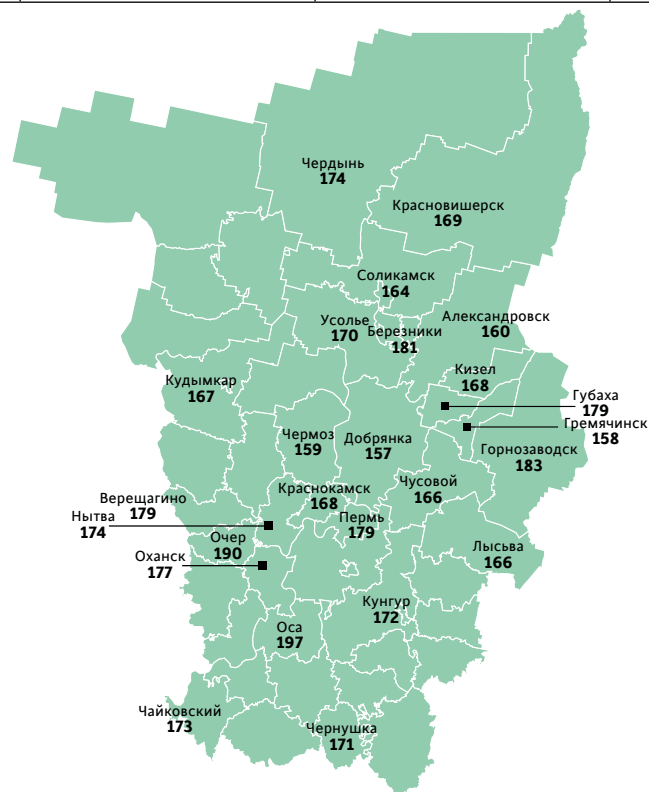 Чердынь
174
Красновишерск
169
Соликамск
164
Усолье
170
Березники
181
Александровск
160
Кизел
168
Кудымкар
167
Губаха
179
Гремячинск
158
Чермоз
159
Добрянка
157
Горнозаводск
183
Чусовой
166
Краснокамск
168
Верещагино
179
Нытва
174
Пермь
179
Очер
190
Лысьва
166
Оханск
177
Кунгур
172
Оса
197
Чайковский
173
Чернушка
171